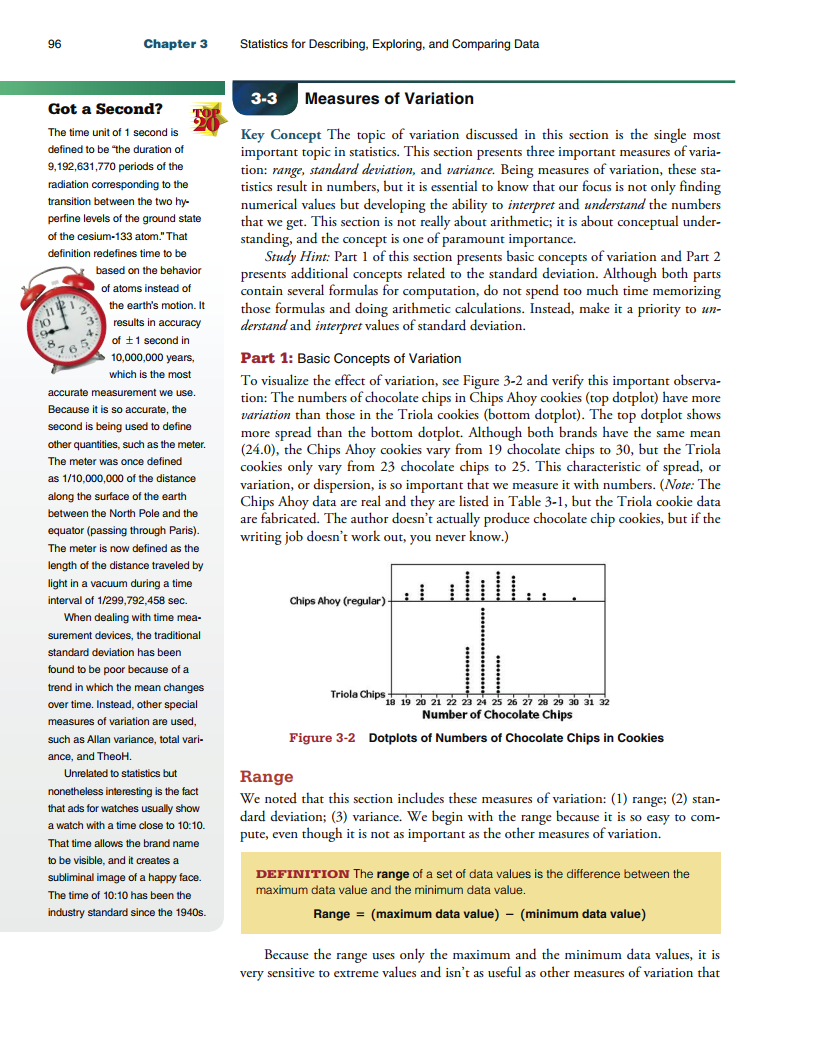 96 Chapter 3 Statistics for Describing, Exploring, and Comparing Data
Got a Second?
TOP
20
The time unit of 1 second is
defined to be “the duration of
9,192,631,770 periods of the
radiation corresponding to the
transition between the two hy-
perfine levels of the ground state
of the cesium-133 atom.” That
definition redefines time to be
based on the behavior
of atoms instead of
the earth's motion. It
results in accuracy
of ±1 second in
10,000,000 years,
which is the most
accurate measurement we use.
Because it is so accurate, the
second is being used to define
other quantities, such as the meter.
The meter was once defined
as 1/10,000,000 of the distance
along the surface of the earth
between the North Pole and the
equator (passing through Paris).
The meter is now defined as the
length of the distance traveled by
light in a vacuum during a time
interval of 1/299,792,458 sec.
When dealing with time mea-
surement devices, the traditional
standard deviation has been
found to be poor because of a
trend in which the mean changes
over time. Instead, other special
measures of variation are used,
such as Allan variance, total vari-
ance, and TheoH.
Unrelated to statistics but
nonetheless interesting is the fact
that ads for watches usually show
a watch with a time close to 10:10.
That time allows the brand name
to be visible, and it creates a
subliminal image of a happy face.
The time of 10:10 has been the
industry standard since the 1940s.
3-3 Measures of Variation
Key Concept The topic of variation discussed in this section is the single most
important topic in statistics. This section presents three important measures of varia-
tion: range, standard deviation, and variance. Being measures of variation, these sta-
tistics result in numbers, but it is essential to know that our focus is not only finding
numerical values but developing the ability to interpret and understand the numbers
that we get. This section is not really about arithmetic; it is about conceptual under-
standing, and the concept is one of paramount importance.
Study Hint: Part 1 of this section presents basic concepts of variation and Part 2
presents additional concepts related to the standard deviation. Although both parts
contain several formulas for computation, do not spend too much time memorizing
those formulas and doing arithmetic calculations. Instead, make it a priority to un-
derstand and interpret values of standard deviation.
Part 1: Basic Concepts of Variation
To visualize the effect of variation, see Figure 3-2 and verify this important observa-
tion: The numbers of chocolate chips in Chips Ahoy cookies (top dotplot) have more
variation than those in the Triola cookies (bottom dotplot). The top dotplot shows
more spread than the bottom dotplot. Although both brands have the same mean
(24.0), the Chips Ahoy cookies vary from 19 chocolate chips to 30, but the Triola
cookies only vary from 23 chocolate chips to 25. This characteristic of spread, or
variation, or dispersion, is so important that we measure it with numbers. (Note: The
Chips Ahoy data are real and they are listed in Table 3-1, but the Triola cookie data
are fabricated. The author doesn't actually produce chocolate chip cookies, but if the
writing job doesn't work out, you never know.)
Chips Ahoy (regular)
Triola Chips
18 19 20 21 22 23 24 25 26 27 28 29 30 31 32
Number of Chocolate Chips
Figure 3-2 Dotplots of Numbers of Chocolate Chips in Cookies
Range
We noted that this section includes these measures of variation: (1) range; (2) stan-
dard deviation; (3) variance. We begin with the range because it is so easy to com-
pute, even though it is not as important as the other measures of variation.
DEFINITION The range of a set of data values is the difference between the
maximum data value and the minimum data value.
Range = (maximum data value) − (minimum data value)
Because the range uses only the maximum and the minimum data values, it is
very sensitive to extreme values and isn't as useful as other measures of variation that